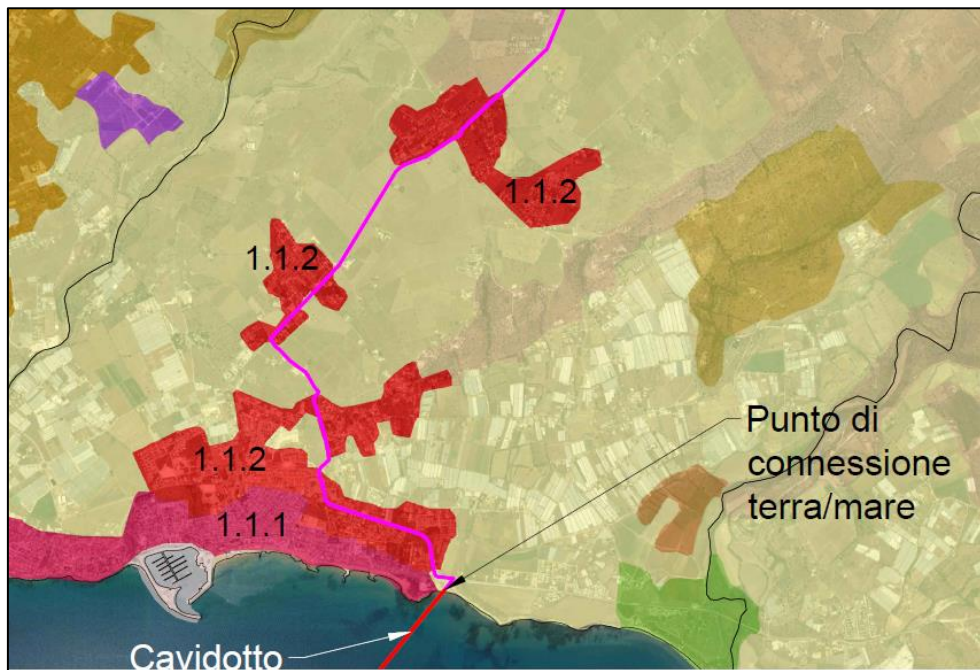 1.1.2
1.1.2
1.1.2
1.1.1
Punto di
connessione
terra/mare
Cavidotto